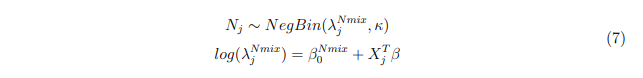 N_j ∼ NegBin(λ_j^{Nmix}, κ)
log(λ_j^{Nmix}) = β_0^{Nmix} + X_j^T β
(7)